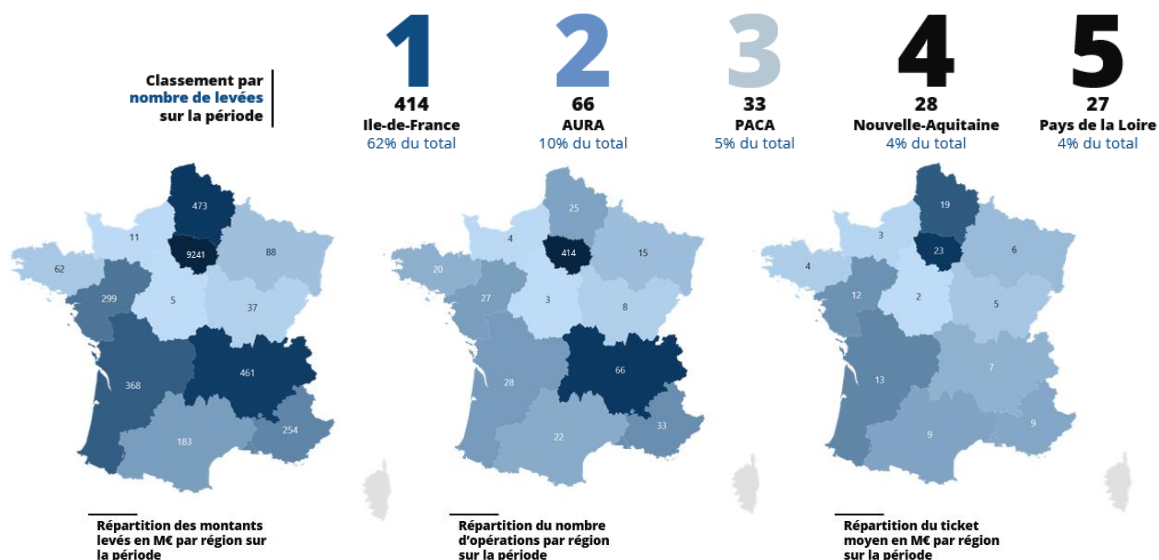 Classement par
nombre de levées
sur la période
1
414
Ile-de-France
62% du total
2
66
AURA
10% du total
3
33
PACA
5% du total
4
28
Nouvelle-Aquitaine
4% du total
5
27
Pays de la Loire
4% du total
473
11
9241
88
62
299
5
37
368
461
183
254
Répartition des montants
levés en M€ par région sur
la période
25
4
414
15
20
27
3
8
28
66
22
33
Répartition du nombre
d'opérations par région
sur la période
19
3
23
6
4
12
2
5
13
7
9
9
Répartition du ticket
moyen en M€ par région
sur la période